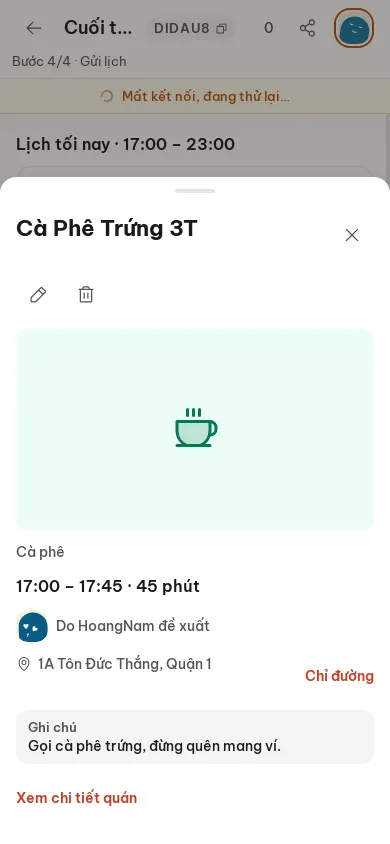 Cuối t...
DIDAU8
0
Bước 4/4 · Gửi lịch
Mất kết nối, đang thử lại...
Lịch tối nay · 17:00 – 23:00
Cà Phê Trứng 3T
Cà phê
17:00 – 17:45 · 45 phút
Do HoangNam đề xuất
1A Tôn Đức Thắng, Quận 1
Chỉ đường
Ghi chú
Gọi cà phê trứng, đừng quên mang ví.
Xem chi tiết quán